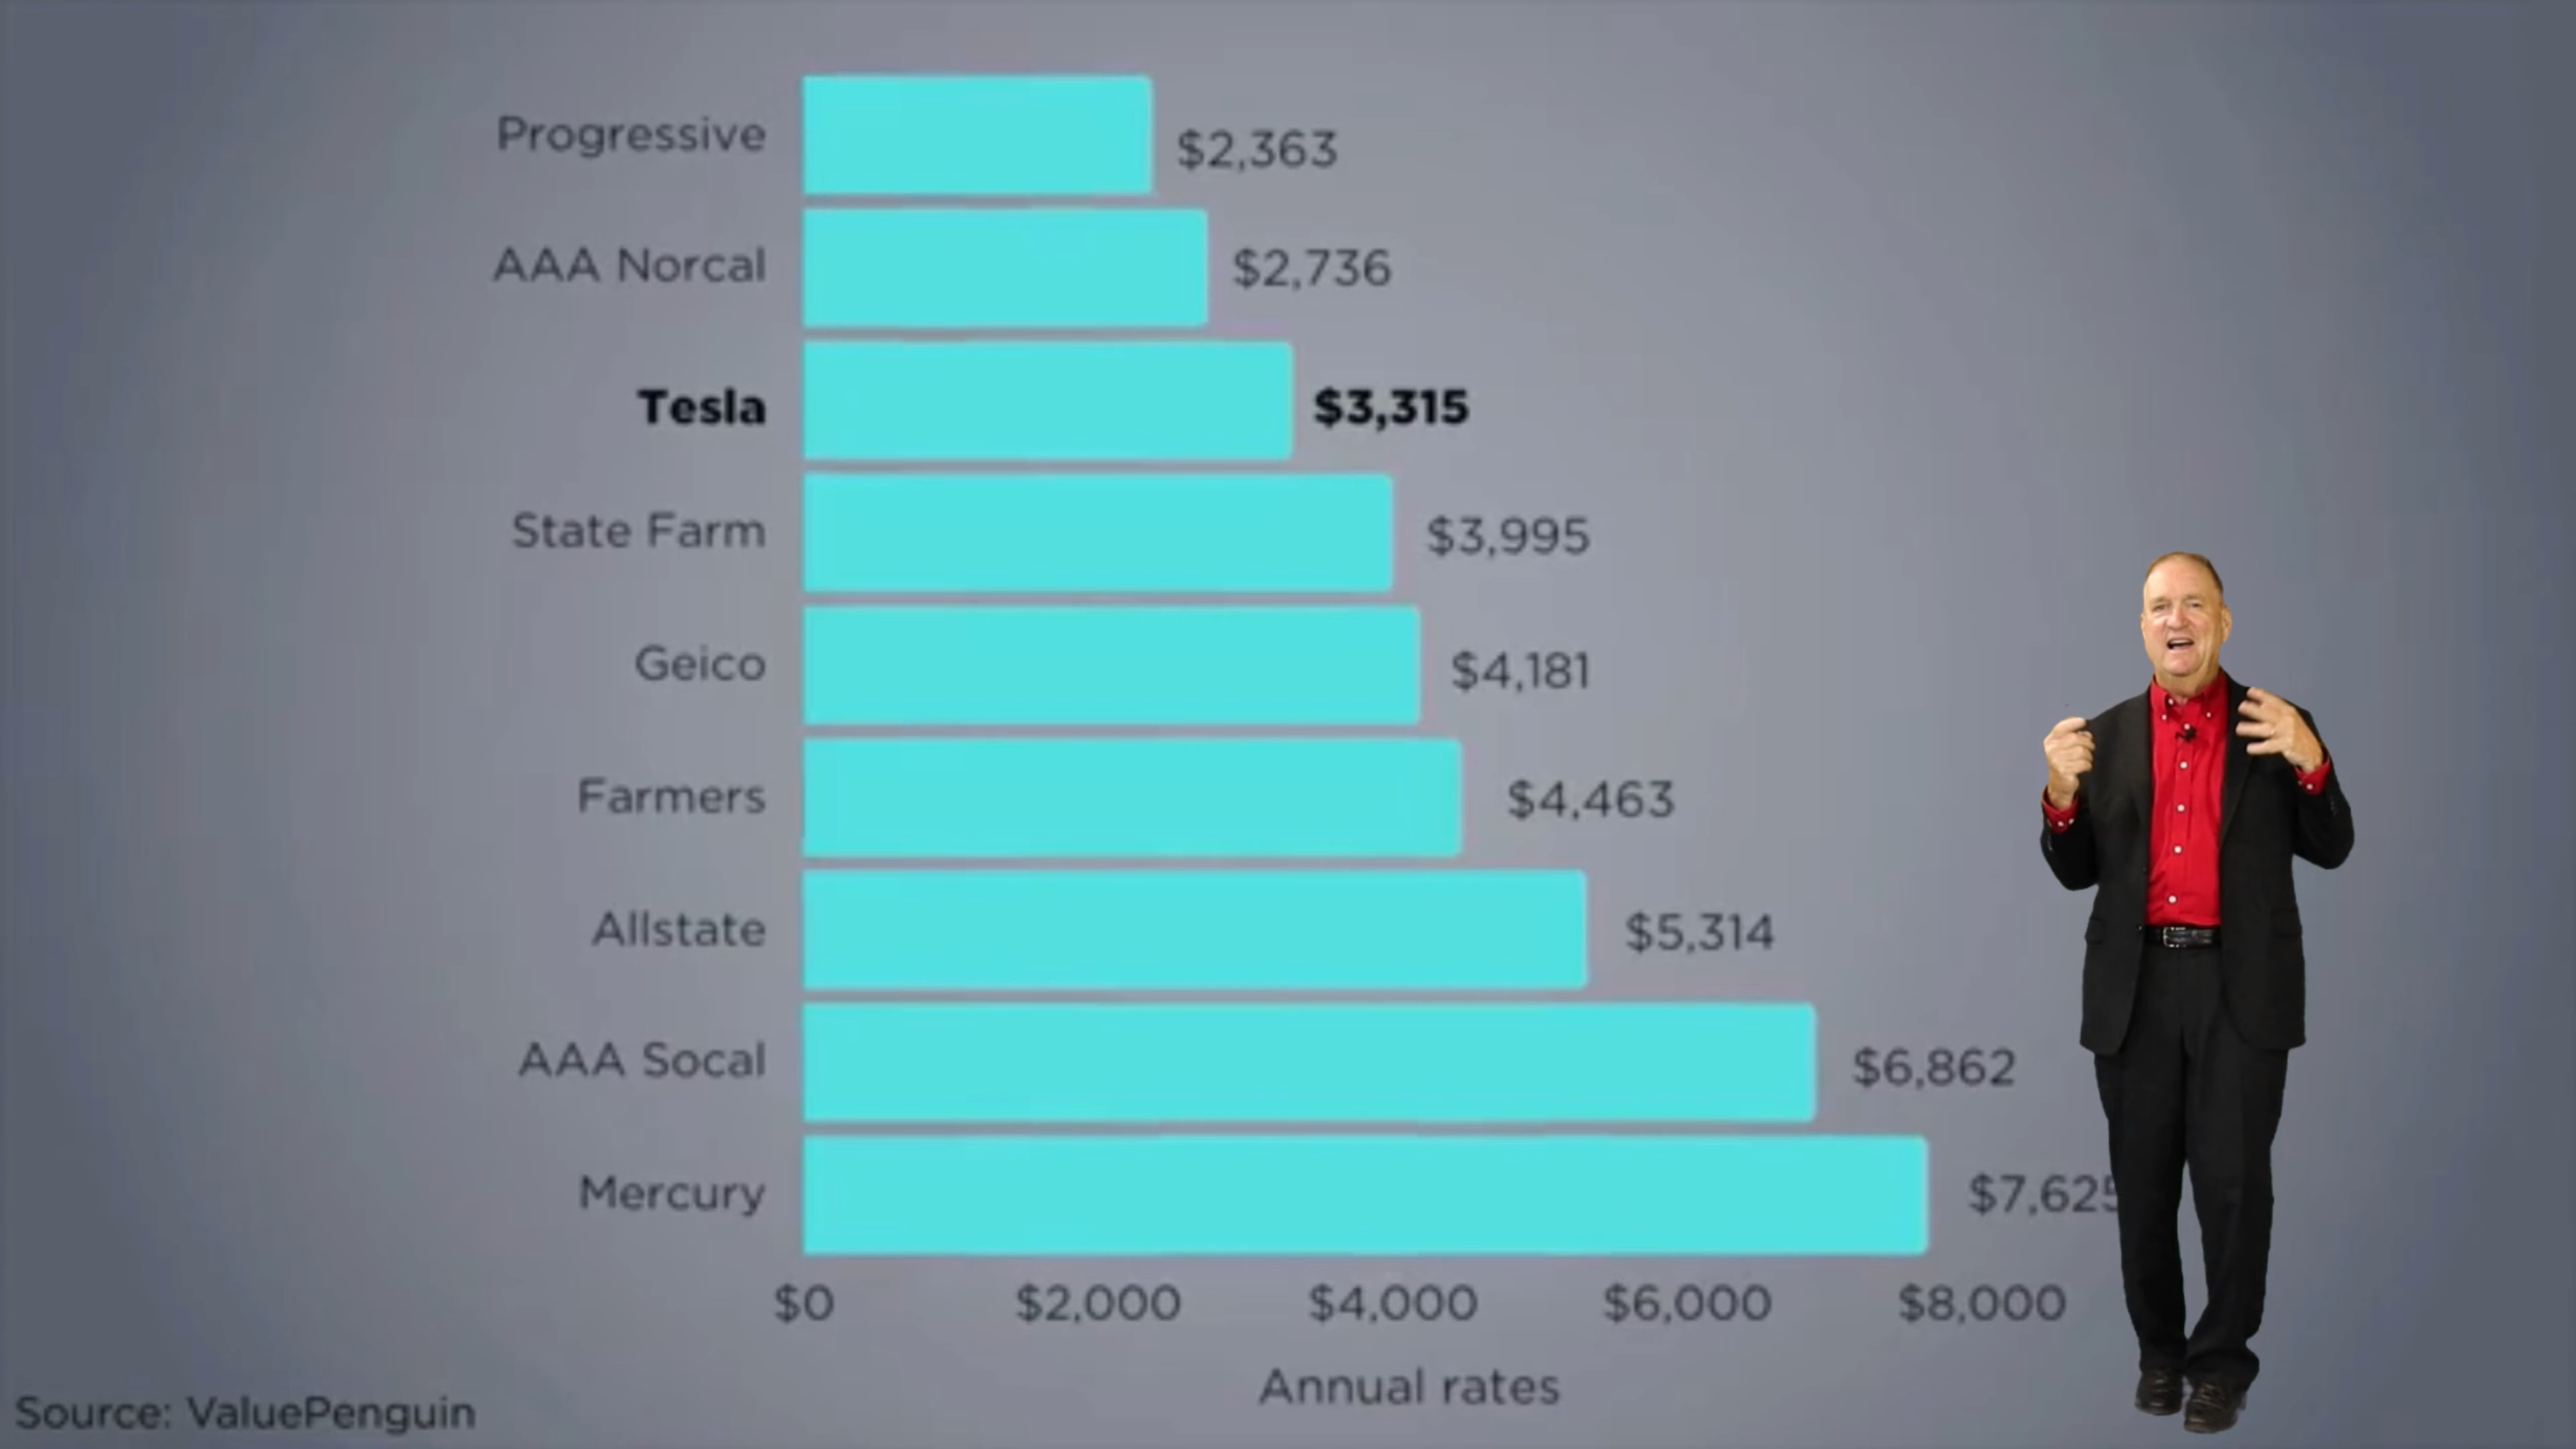 Progressive
$2,363
AAA Norcal
$2,736
Tesla
$3,315
State Farm
$3,995
Geico
$4,181
Farmers
$4,463
Allstate
$5,314
AAA Socal
$6,862
Mercury
$7,625
$0 $2,000 $4,000 $6,000 $8,000
Annual rates
Source: ValuePenguin